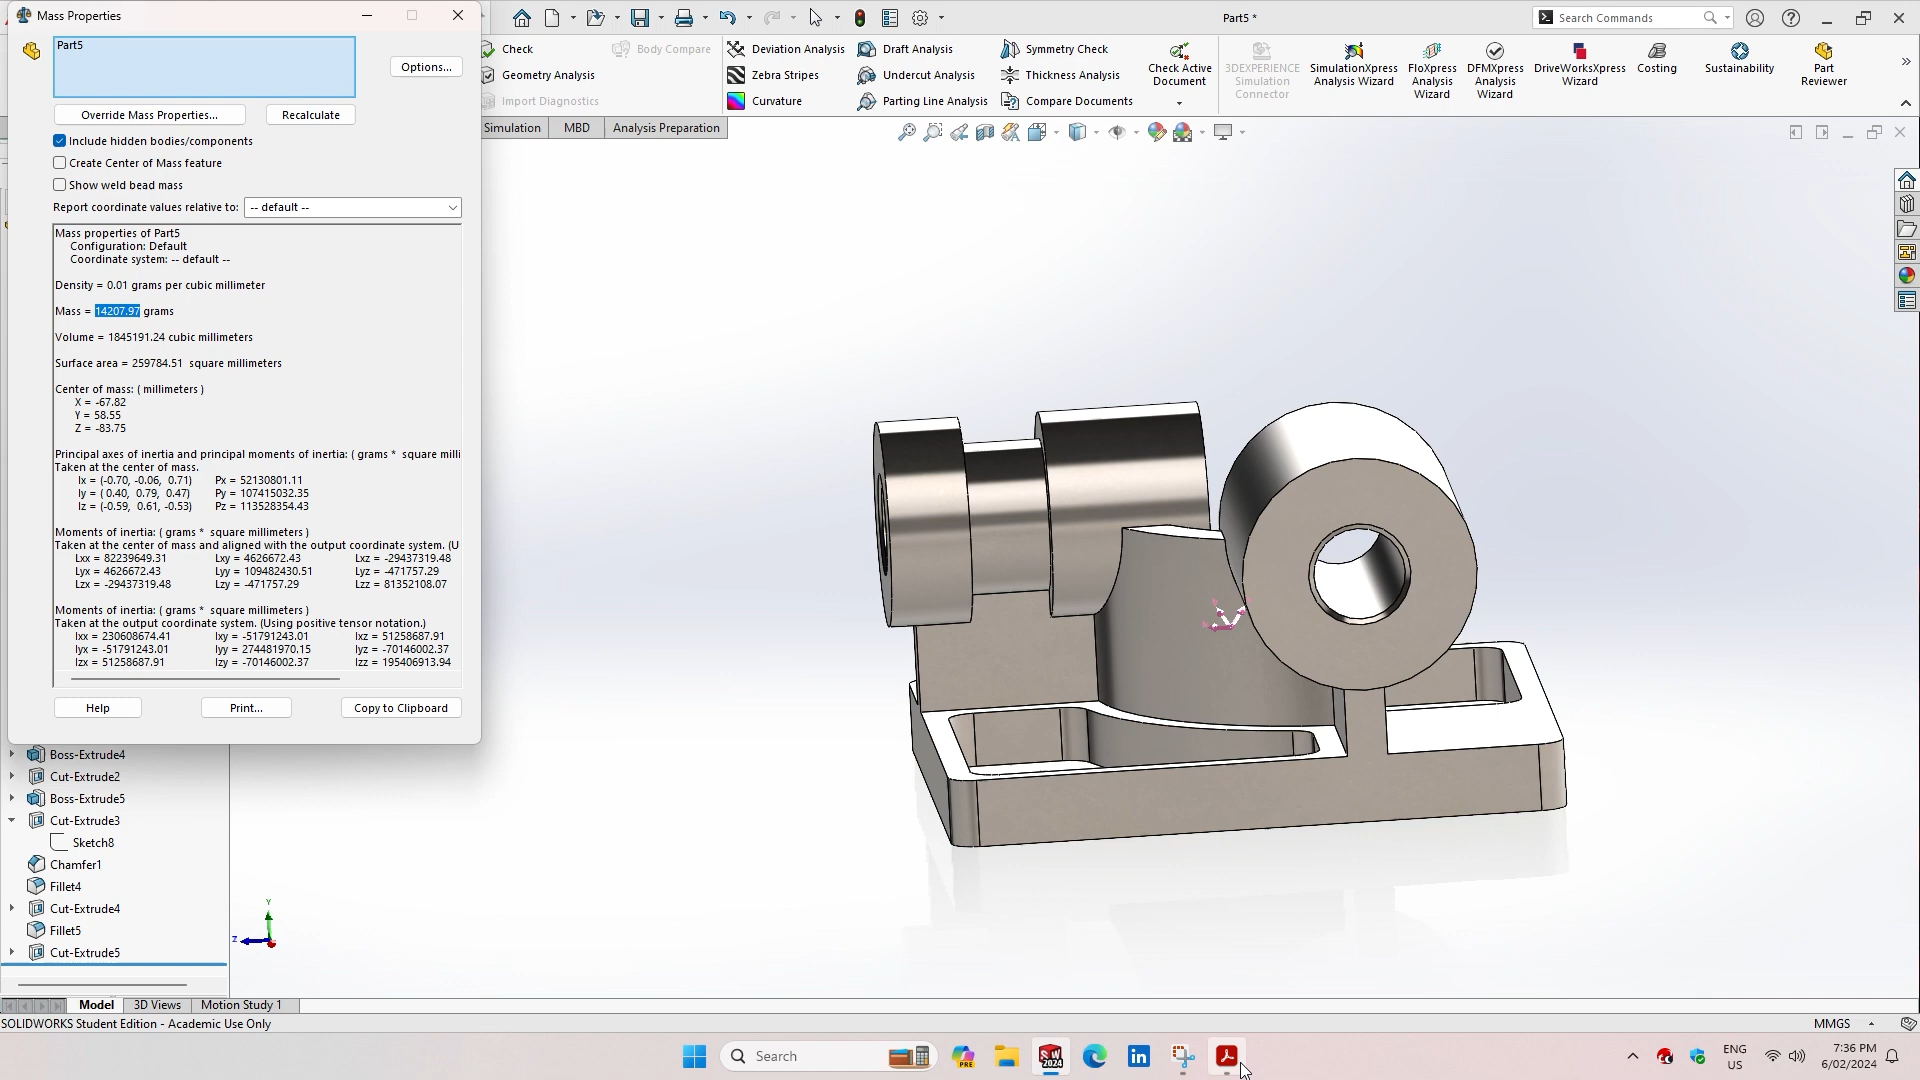 Mass Properties
Part5
Options...
Override Mass Properties...
Recalculate
Include hidden bodies/components
Create Center of Mass feature
Show weld bead mass
Report coordinate values relative to:
-- default --
Mass properties of Part5
Configuration: Default
Coordinate system: -- default --
Density = 0.01 grams per cubic millimeter
Mass = 14207.97 grams
Volume = 1845191.24 cubic millimeters
Surface area = 259784.51 square millimeters
Center of mass: ( millimeters )
X = -67.82
Y = 58.55
Z = -83.75
Principal axes of inertia and principal moments of inertia: ( grams * square milli
Taken at the center of mass.
Ix = (-0.70, -0.06, 0.71) Px = 52130801.11
Iy = ( 0.40, 0.79, 0.47) Py = 107415032.35
Iz = (-0.59, 0.61, -0.53) Pz = 113528354.43
Moments of inertia: ( grams * square millimeters )
Taken at the center of mass and aligned with the output coordinate system. (U
Lxx = 82239649.31 Lxy = 4626672.43 Lxz = -29437319.48
Lyx = 4626672.43 Lyy = 109482430.51 Lyz = -471757.29
Lzx = -29437319.48 Lzy = -471757.29 Lzz = 81352108.07
Moments of inertia: ( grams * square millimeters )
Taken at the output coordinate system. (Using positive tensor notation.)
Ixx = 230608674.41 Ixy = -51791243.01 Ixz = 51258687.91
Iyx = -51791243.01 Iyy = 274481970.15 Iyz = -70146002.37
Izx = 51258687.91 Izy = -70146002.37 Izz = 195406913.94
Help
Print...
Copy to Clipboard
Part5 *
Search Commands
Check
Body Compare
Geometry Analysis
Import Diagnostics
Deviation Analysis
Zebra Stripes
Curvature
Draft Analysis
Undercut Analysis
Parting Line Analysis
Symmetry Check
Thickness Analysis
Compare Documents
Check Active
Document
3DEXPERIENCE
Simulation
Connector
SimulationXpress
Analysis Wizard
FloXpress
Analysis
Wizard
DFMXpress
Analysis
Wizard
DriveWorksXpress
Wizard
Costing
Sustainability
Part
Reviewer
Simulation
MBD
Analysis Preparation
Boss-Extrude4
Cut-Extrude2
Boss-Extrude5
Cut-Extrude3
Sketch8
Chamfer1
Fillet4
Cut-Extrude4
Fillet5
Cut-Extrude5
Y
Z
Model
3D Views
Motion Study 1
SOLIDWORKS Student Edition - Academic Use Only
MMGS
Search
PRE
SW
2024
in
ENG
US
7:36 PM
6/02/2024